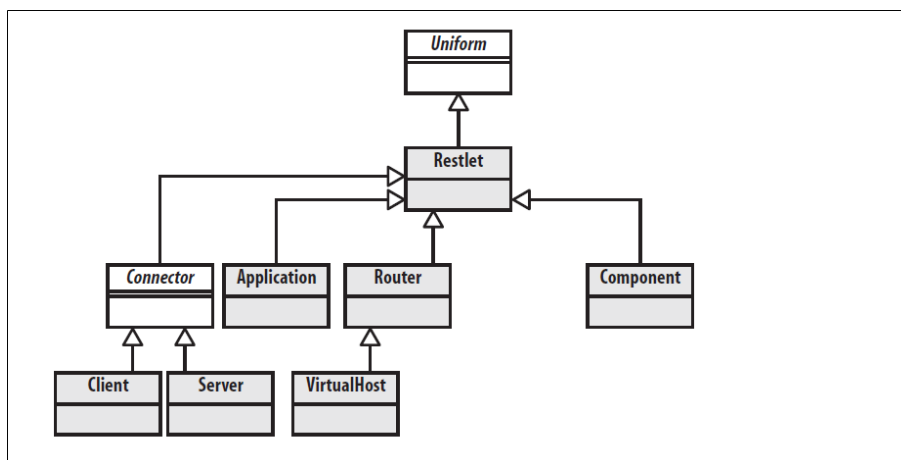 Uniform
Restlet
Connector
Application
Router
Component
Client
Server
VirtualHost